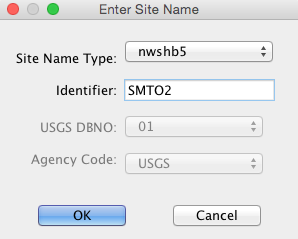 Enter Site Name
Site Name Type: nwshb5
Identifier: SMTO2
USGS DBNO: 01
Agency Code: USGS
OK Cancel